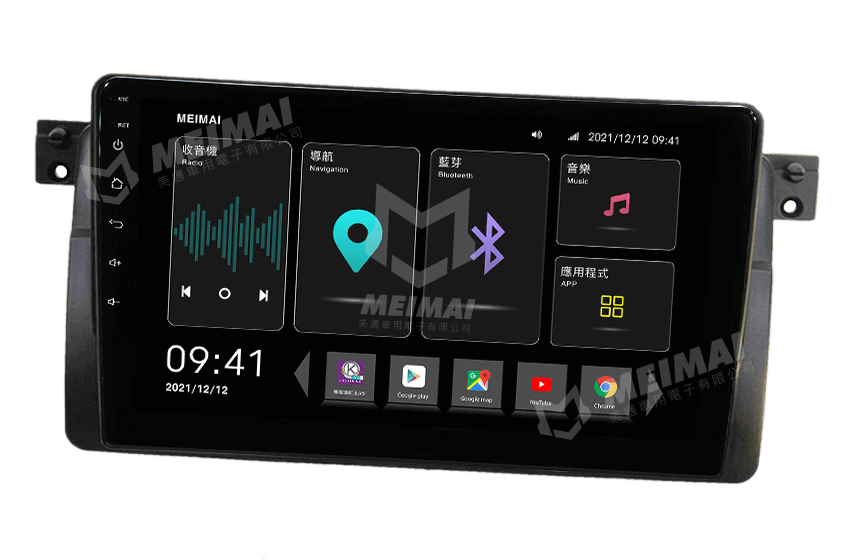 MIC
RST
MEIMAI
2021/12/12 09:41
收音機
Radio
導航
Navigation
藍芽
Bluetooth
音樂
Music
應用程式
APP
09:41
2021/12/12
Google play
Google map
YouTube
Chrome
MEIMAI
美邁車用電子有限公司
MEIMAI
美邁車用電子有限公司
MEIMAI
美邁車用電子有限公司